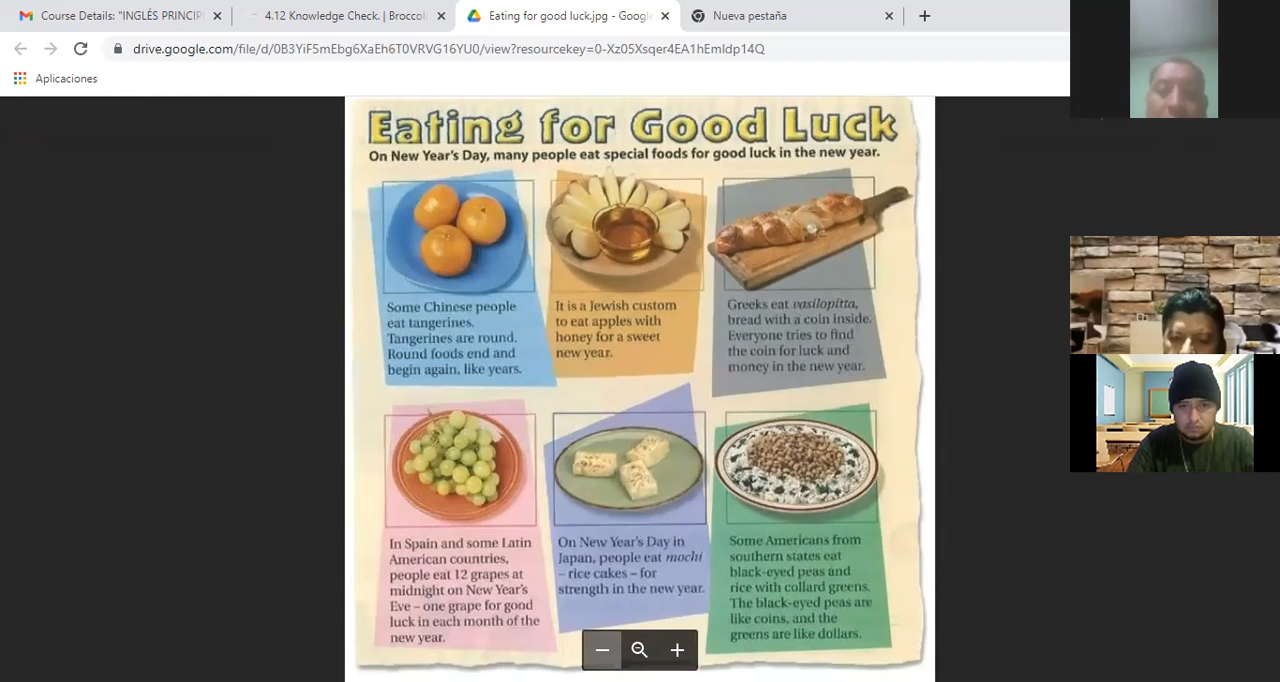 Course Details: "INGLÉS PRINCIP
4.12 Knowledge Check. | Broccoli
Eating for good luck.jpg - Google
Nueva pestaña
drive.google.com/file/d/0B3YiF5mEbg6XaEh6T0VRVG16YU0/view?resourcekey=0-Xz05Xsqer4EA1hEmIdp14Q
Aplicaciones
Eating for Good Luck
On New Year's Day, many people eat special foods for good luck in the new year.
Some Chinese people
eat tangerines.
Tangerines are round.
Round foods end and
begin again, like years.
It is a Jewish custom
to eat apples with
honey for a sweet
new year.
Greeks eat vasilopitta,
bread with a coin inside.
Everyone tries to find
the coin for luck and
money in the new year.
In Spain and some Latin
American countries,
people eat 12 grapes at
midnight on New Year's
Eve – one grape for good
luck in each month of the
new year.
On New Year's Day in
Japan, people eat mochi
– rice cakes – for
strength in the new year.
Some Americans from
southern states eat
black-eyed peas and
rice with collard greens.
The black-eyed peas are
like coins, and the
greens are like dollars.